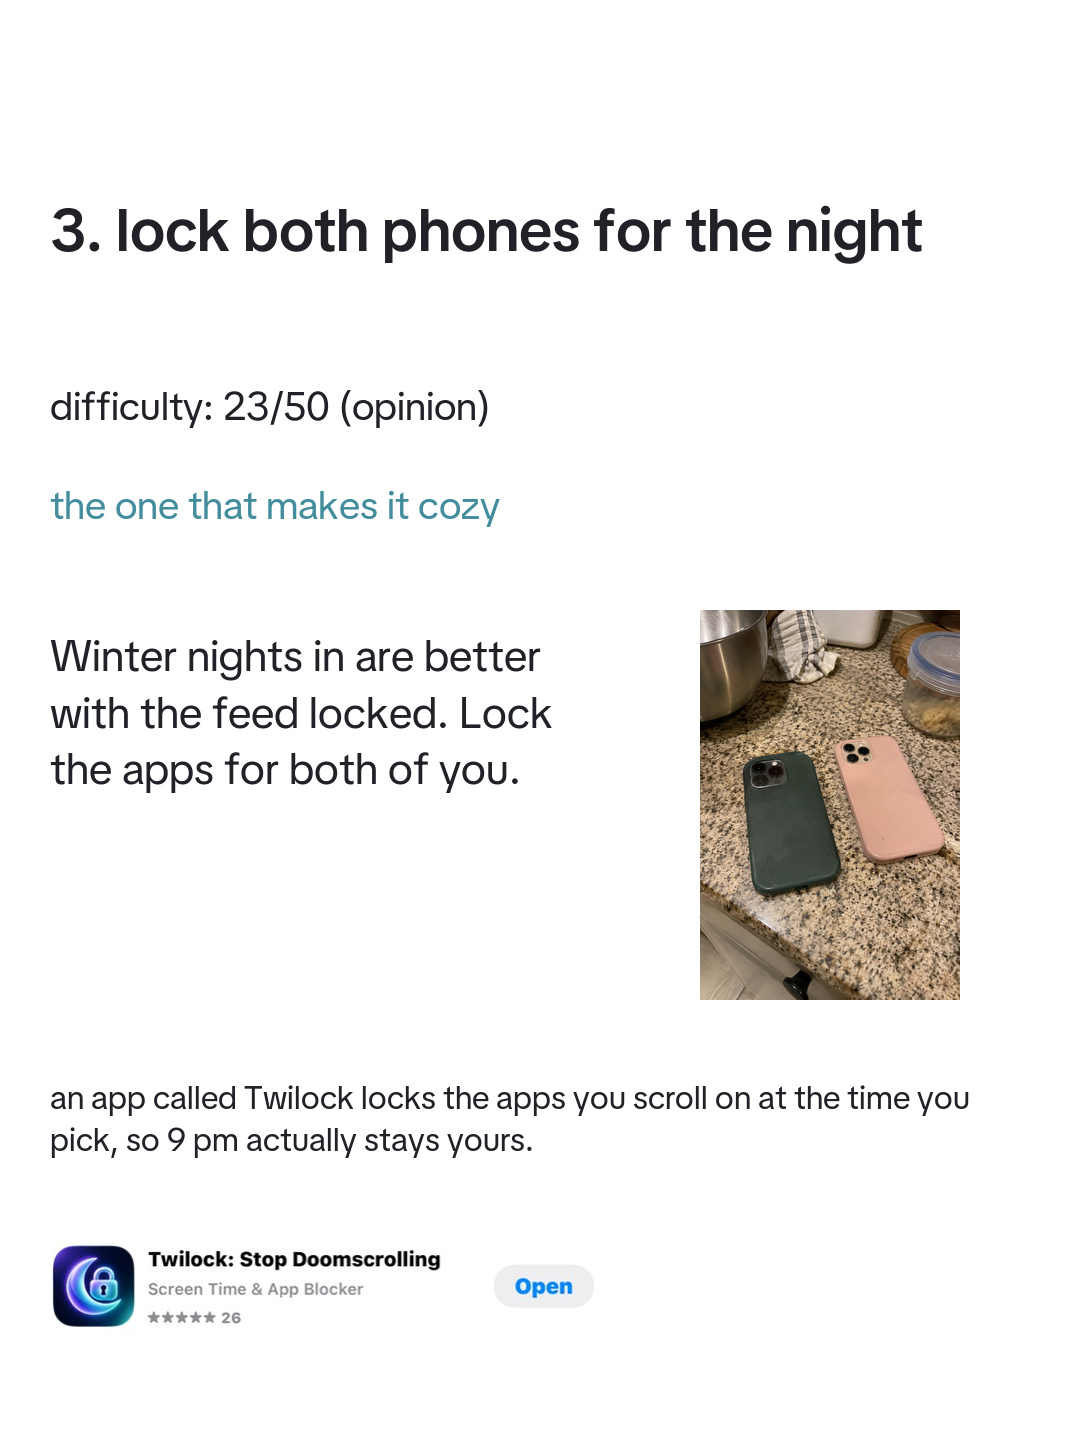 3. lock both phones for the night
difficulty: 23/50 (opinion)
the one that makes it cozy
Winter nights in are better
with the feed locked. Lock
the apps for both of you.
an app called Twilock locks the apps you scroll on at the time you
pick, so 9 pm actually stays yours.
Twilock: Stop Doomscrolling
Screen Time & App Blocker
★★★★★ 26
Open